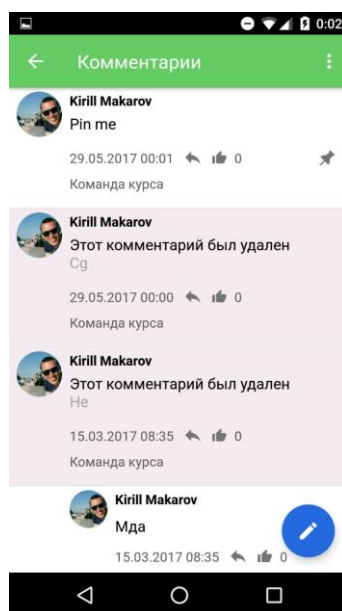 0:02
Комментарии
Kirill Makarov
Pin me
29.05.2017 00:01 0
Команда курса
Kirill Makarov
Этот комментарий был удален
Cg
29.05.2017 00:00 0
Команда курса
Kirill Makarov
Этот комментарий был удален
Не
15.03.2017 08:35 0
Команда курса
Kirill Makarov
Мда
15.03.2017 08:35 0